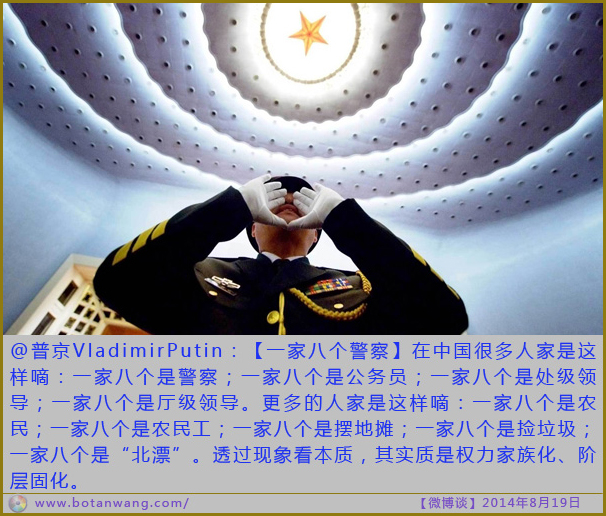 @普京VladimirPutin：【一家八个警察】在中国很多人家是这
样嘀：一家八个是警察；一家八个是公务员；一家八个是处级领
导；一家八个是厅级领导。更多的人家是这样嘀：一家八个是农
民；一家八个是农民工；一家八个是摆地摊；一家八个是捡垃圾；
一家八个是“北漂”。透过现象看本质，其实质是权力家族化、阶
层固化。
www.botanwang.com/ 【微博谈】2014年8月19日